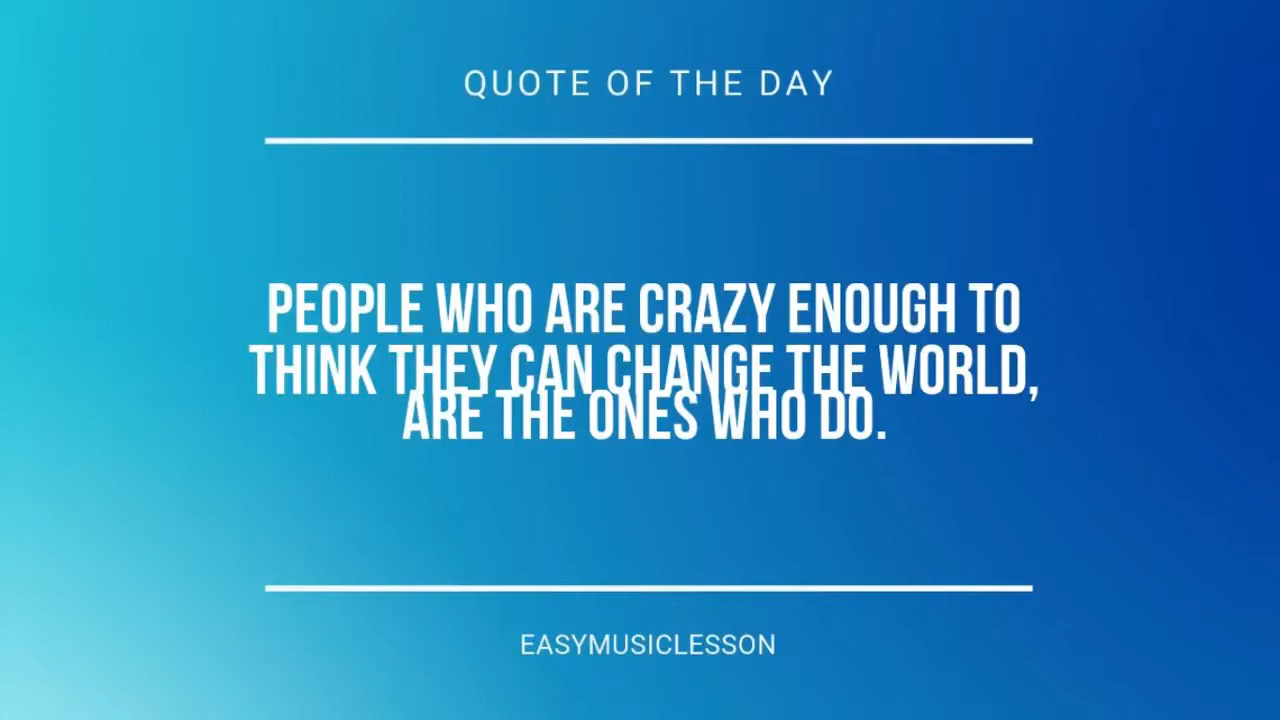 QUOTE OF THE DAY
PEOPLE WHO ARE CRAZY ENOUGH TO
THINK THEY CAN CHANGE THE WORLD,
ARE THE ONES WHO DO.
EASYMUSICLESSON